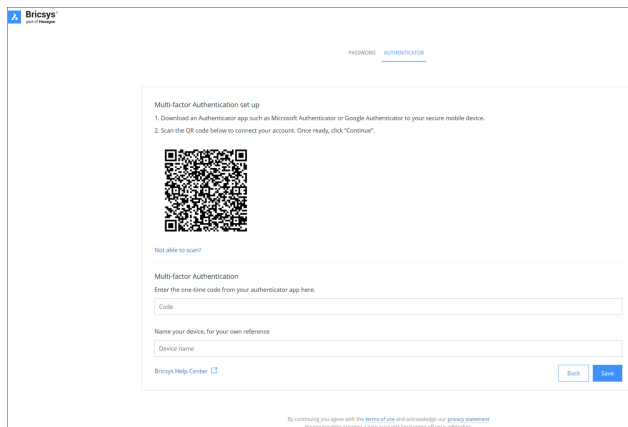 Bricsys®
part of Hexagon
PASSWORD AUTHENTICATOR
Multi-factor Authentication set up
1. Download an Authenticator app such as Microsoft Authenticator or Google Authenticator to your secure mobile device.
2. Scan the QR code below to connect your account. Once ready, click "Continue".
Not able to scan?
Multi-factor Authentication
Enter the one-time code from your authenticator app here.
Code
Name your device, for your own reference
Device name
Bricsys Help Center
Back Save
By continuing you agree with the terms of use and acknowledge our privacy statement